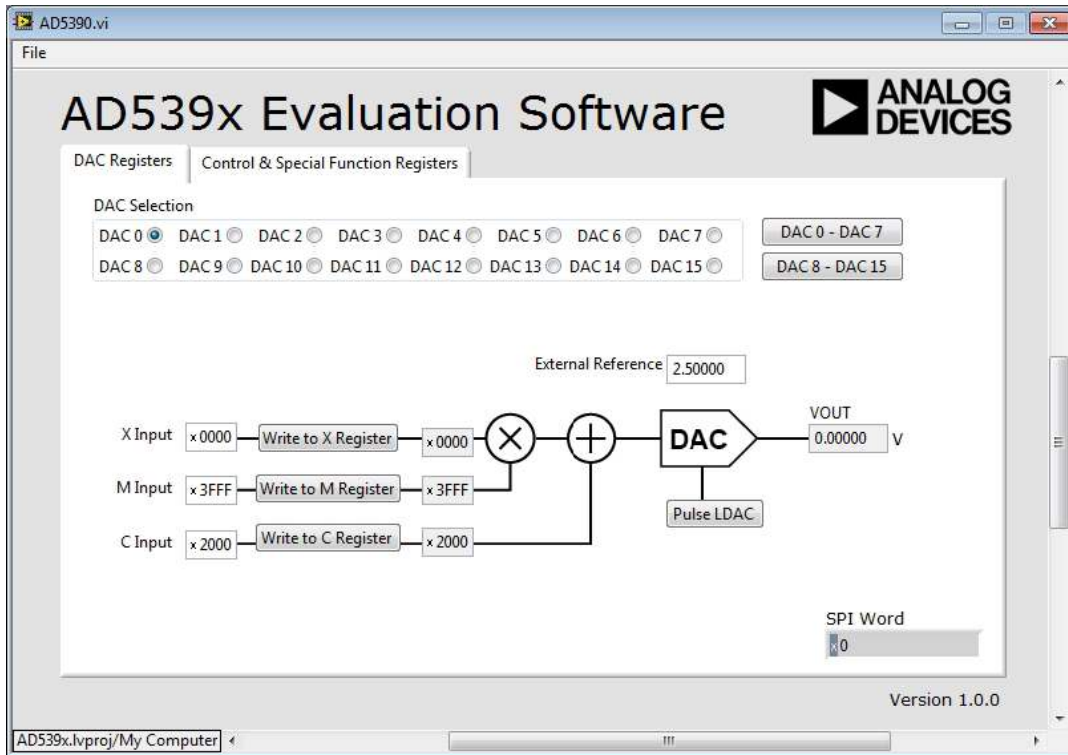 AD5390.vi
File
AD539x Evaluation Software
ANALOG
DEVICES
DAC Registers Control & Special Function Registers
DAC Selection
DAC 0 DAC 1 DAC 2 DAC 3 DAC 4 DAC 5 DAC 6 DAC 7 DAC 0 - DAC 7
DAC 8 DAC 9 DAC 10 DAC 11 DAC 12 DAC 13 DAC 14 DAC 15 DAC 8 - DAC 15
External Reference 2.50000
VOUT
X Input x 0000 Write to X Register x 0000 DAC 0.00000 V
M Input x 3FFF Write to M Register x 3FFF
Pulse LDAC
C Input x 2000 Write to C Register x 2000
SPI Word
x 0
Version 1.0.0
AD539x.lvproj/My Computer